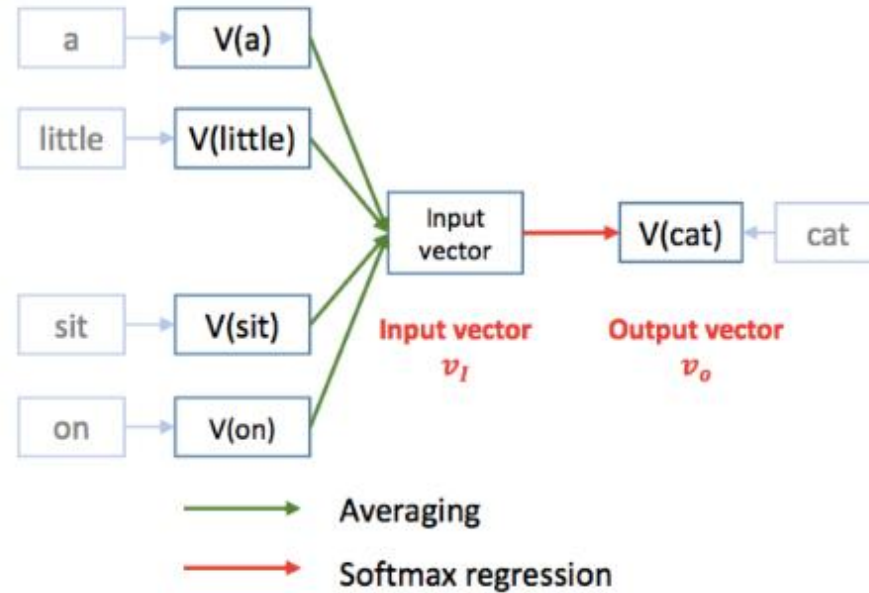 a
V(a)
little
V(little)
Input
vector
V(cat)
cat
sit
V(sit)
Input vector
v_I
Output vector
v_o
on
V(on)
Averaging
Softmax regression